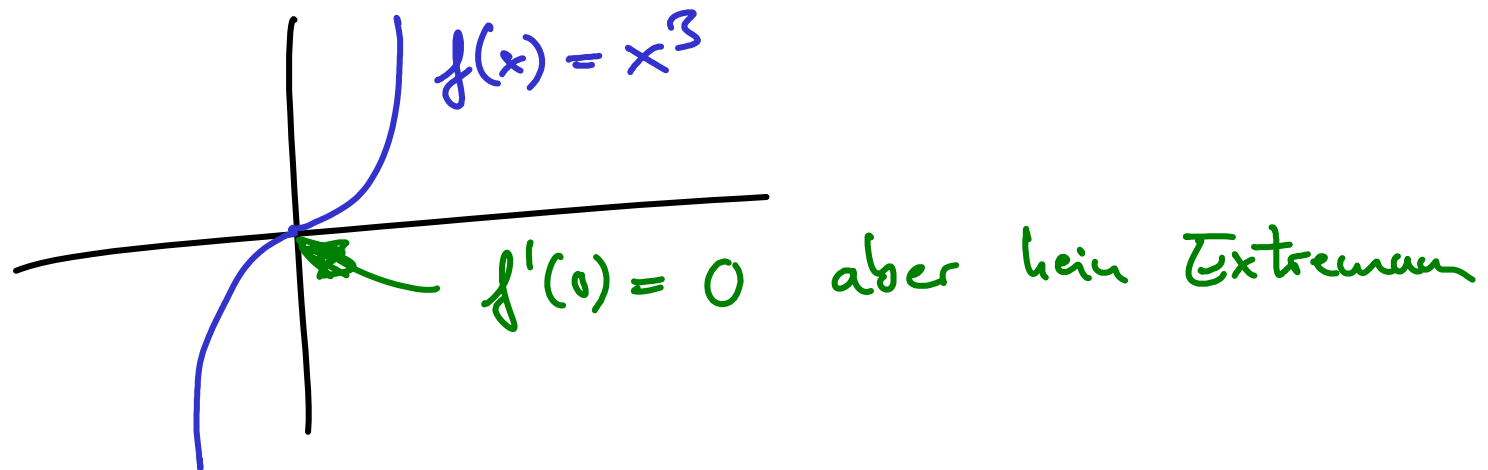 f(x) = x³
f'(0) = 0 aber kein Extremum